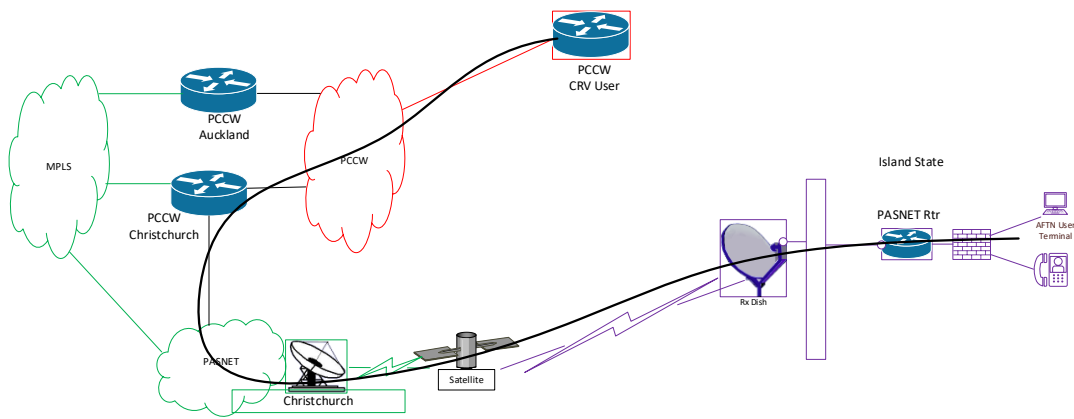 PCCW
CRV User
PCCW
Auckland
MPLS
PCCW
Island State
PCCW
Christchurch
PASNET Rtr
AFTN User
Terminal
Rx Dish
PASNET
Satellite
Christchurch